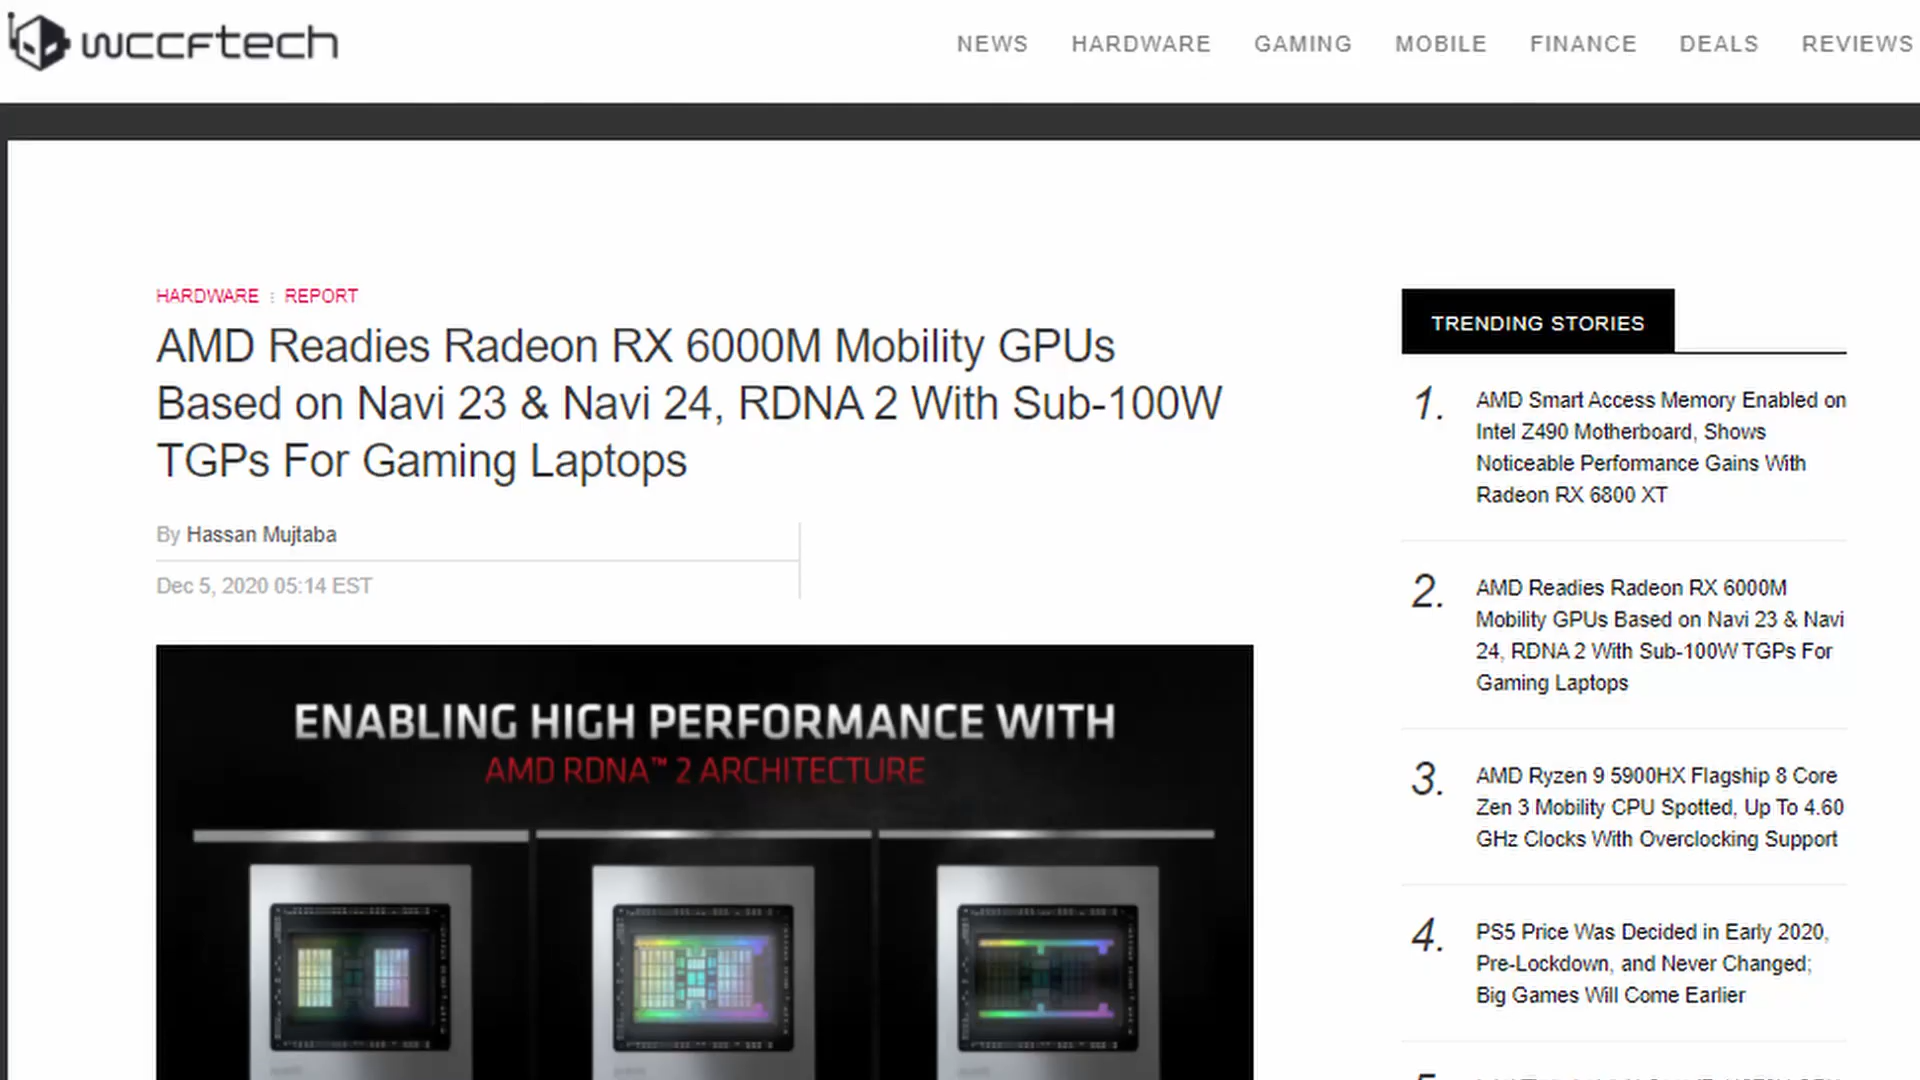 wccftech
NEWS HARDWARE GAMING MOBILE FINANCE DEALS REVIEWS
HARDWARE : REPORT
AMD Readies Radeon RX 6000M Mobility GPUs
Based on Navi 23 & Navi 24, RDNA 2 With Sub-100W
TGPs For Gaming Laptops
By Hassan Mujtaba
Dec 5, 2020 05:14 EST
ENABLING HIGH PERFORMANCE WITH
AMD RDNA™ 2 ARCHITECTURE
TRENDING STORIES
1. AMD Smart Access Memory Enabled on
Intel Z490 Motherboard, Shows
Noticeable Performance Gains With
Radeon RX 6800 XT
2. AMD Readies Radeon RX 6000M
Mobility GPUs Based on Navi 23 & Navi
24, RDNA 2 With Sub-100W TGPs For
Gaming Laptops
3. AMD Ryzen 9 5900HX Flagship 8 Core
Zen 3 Mobility CPU Spotted, Up To 4.60
GHz Clocks With Overclocking Support
4. PS5 Price Was Decided in Early 2020,
Pre-Lockdown, and Never Changed;
Big Games Will Come Earlier